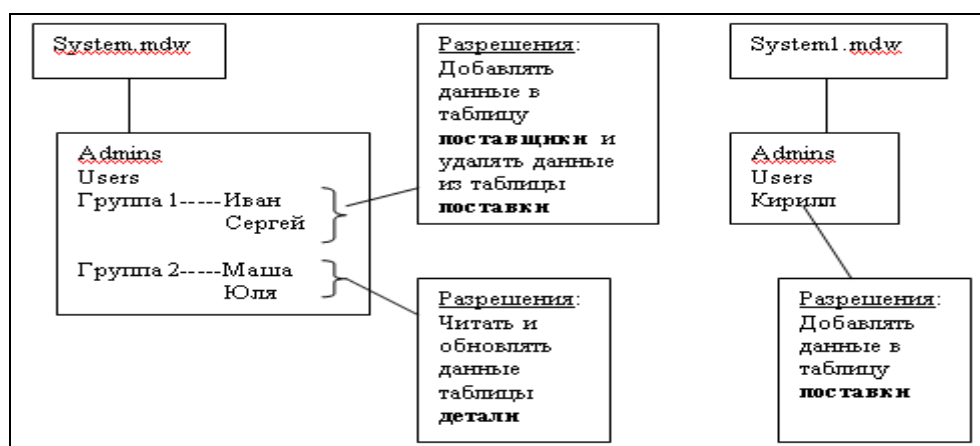 System.mdw
Admins
Users
Группа 1-----Иван
Сергей
Группа 2-----Маша
Юля
Разрешения:
Добавлять
данные в
таблицу
поставщики и
удалять данные
из таблицы
поставки
Разрешения:
Читать и
обновлять
данные
таблицы
детали
System1.mdw
Admins
Users
Кирилл
Разрешения:
Добавлять
данные в
таблицу
поставки